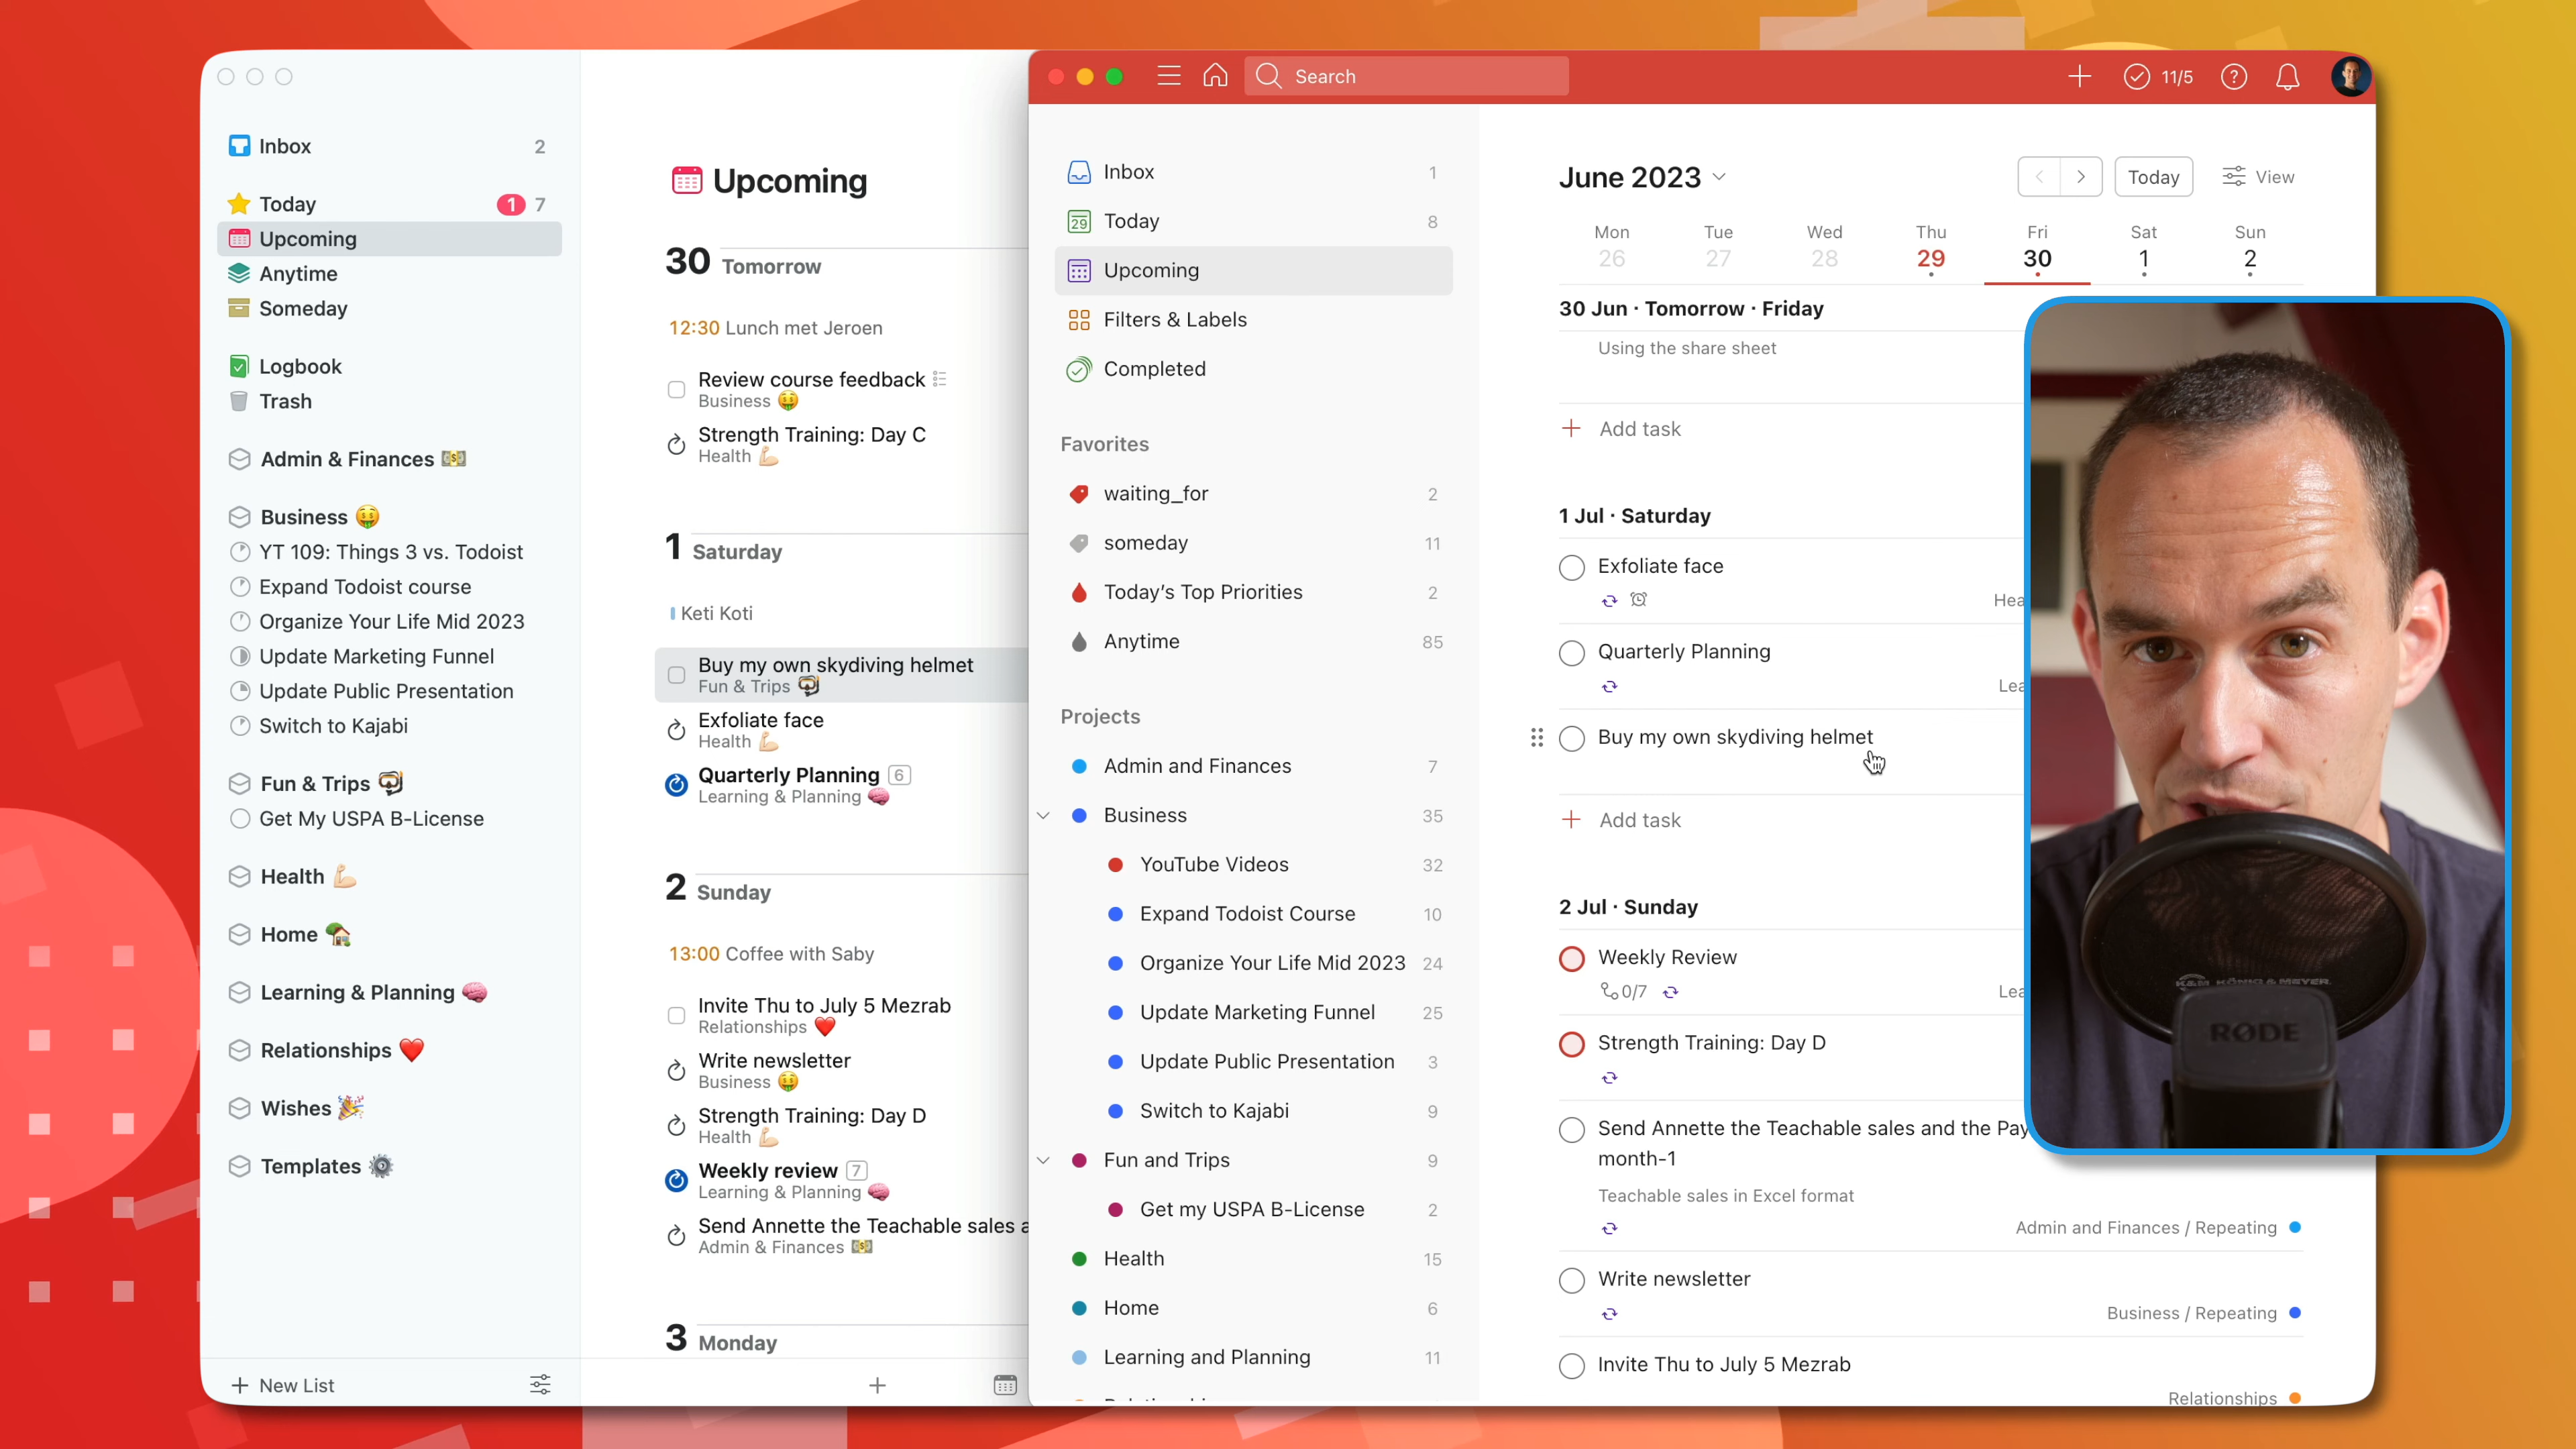 Inbox 2
Today 1 7
Upcoming
Anytime
Someday
Logbook
Trash
Admin & Finances 💵
Business 🤑
YT 109: Things 3 vs. Todoist
Expand Todoist course
Organize Your Life Mid 2023
Update Marketing Funnel
Update Public Presentation
Switch to Kajabi
Fun & Trips 🤿
Get My USPA B-License
Health 💪🏻
Home 🏡
Learning & Planning 🧠
Relationships ❤️
Wishes 🎉
Templates ⚙️
New List
Upcoming
30 Tomorrow
12:30 Lunch met Jeroen
Review course feedback
Business 🤑
Strength Training: Day C
Health 💪🏻
1 Saturday
Keti Koti
Buy my own skydiving helmet
Fun & Trips 🤿
Exfoliate face
Health 💪🏻
Quarterly Planning 6
Learning & Planning 🧠
2 Sunday
13:00 Coffee with Saby
Invite Thu to July 5 Mezrab
Relationships ❤️
Write newsletter
Business 🤑
Strength Training: Day D
Health 💪🏻
Weekly review 7
Learning & Planning 🧠
Send Annette the Teachable sales a
Admin & Finances 💵
3 Monday
Search
11/5
Inbox 1
29 Today 8
Upcoming
Filters & Labels
Completed
Favorites
waiting_for 2
someday 11
Today's Top Priorities 2
Anytime 85
Projects
Admin and Finances 7
Business 35
YouTube Videos 32
Expand Todoist Course 10
Organize Your Life Mid 2023 24
Update Marketing Funnel 25
Update Public Presentation 3
Switch to Kajabi 9
Fun and Trips 9
Get my USPA B-License 2
Health 15
Home 6
Learning and Planning 11
June 2023
Today
View
Mon Tue Wed Thu Fri Sat Sun
26 27 28 29 30 1 2
30 Jun · Tomorrow · Friday
Using the share sheet
Add task
1 Jul · Saturday
Exfoliate face
Hea
Quarterly Planning
Lea
Buy my own skydiving helmet
Add task
2 Jul · Sunday
Weekly Review
0/7
Lea
Strength Training: Day D
Send Annette the Teachable sales and the Pay
month-1
Teachable sales in Excel format
Admin and Finances / Repeating
Write newsletter
Business / Repeating
Invite Thu to July 5 Mezrab
Relationships
K&M KÖNIG & MEYER
RØDE